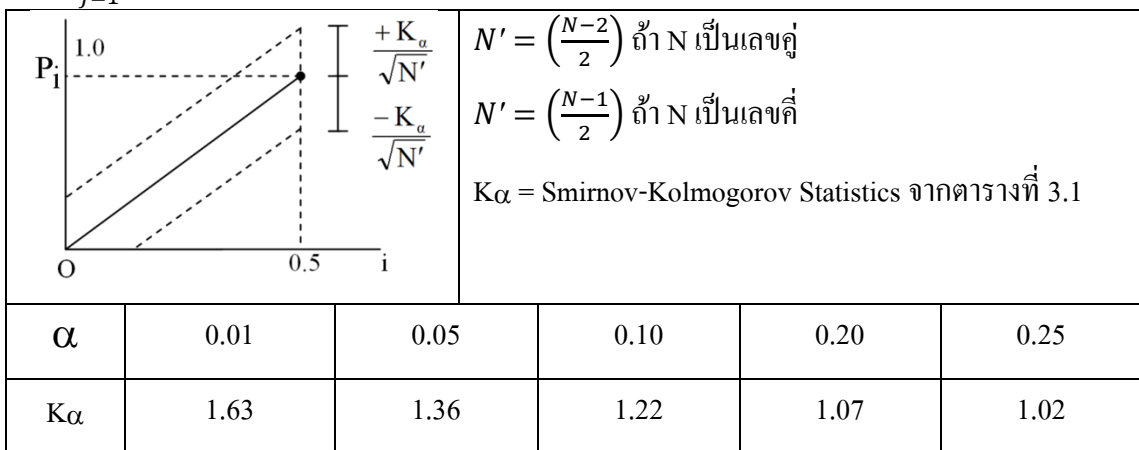 j=1
1.0
P_i
O
0.5
i
+K_α / √N′
−K_α / √N′
N′ = ((N−2)/2) ถ้า N เป็นเลขคู่
N′ = ((N−1)/2) ถ้า N เป็นเลขคี่
Kα = Smirnov-Kolmogorov Statistics จากตารางที่ 3.1
α 0.01 0.05 0.10 0.20 0.25
Kα 1.63 1.36 1.22 1.07 1.02